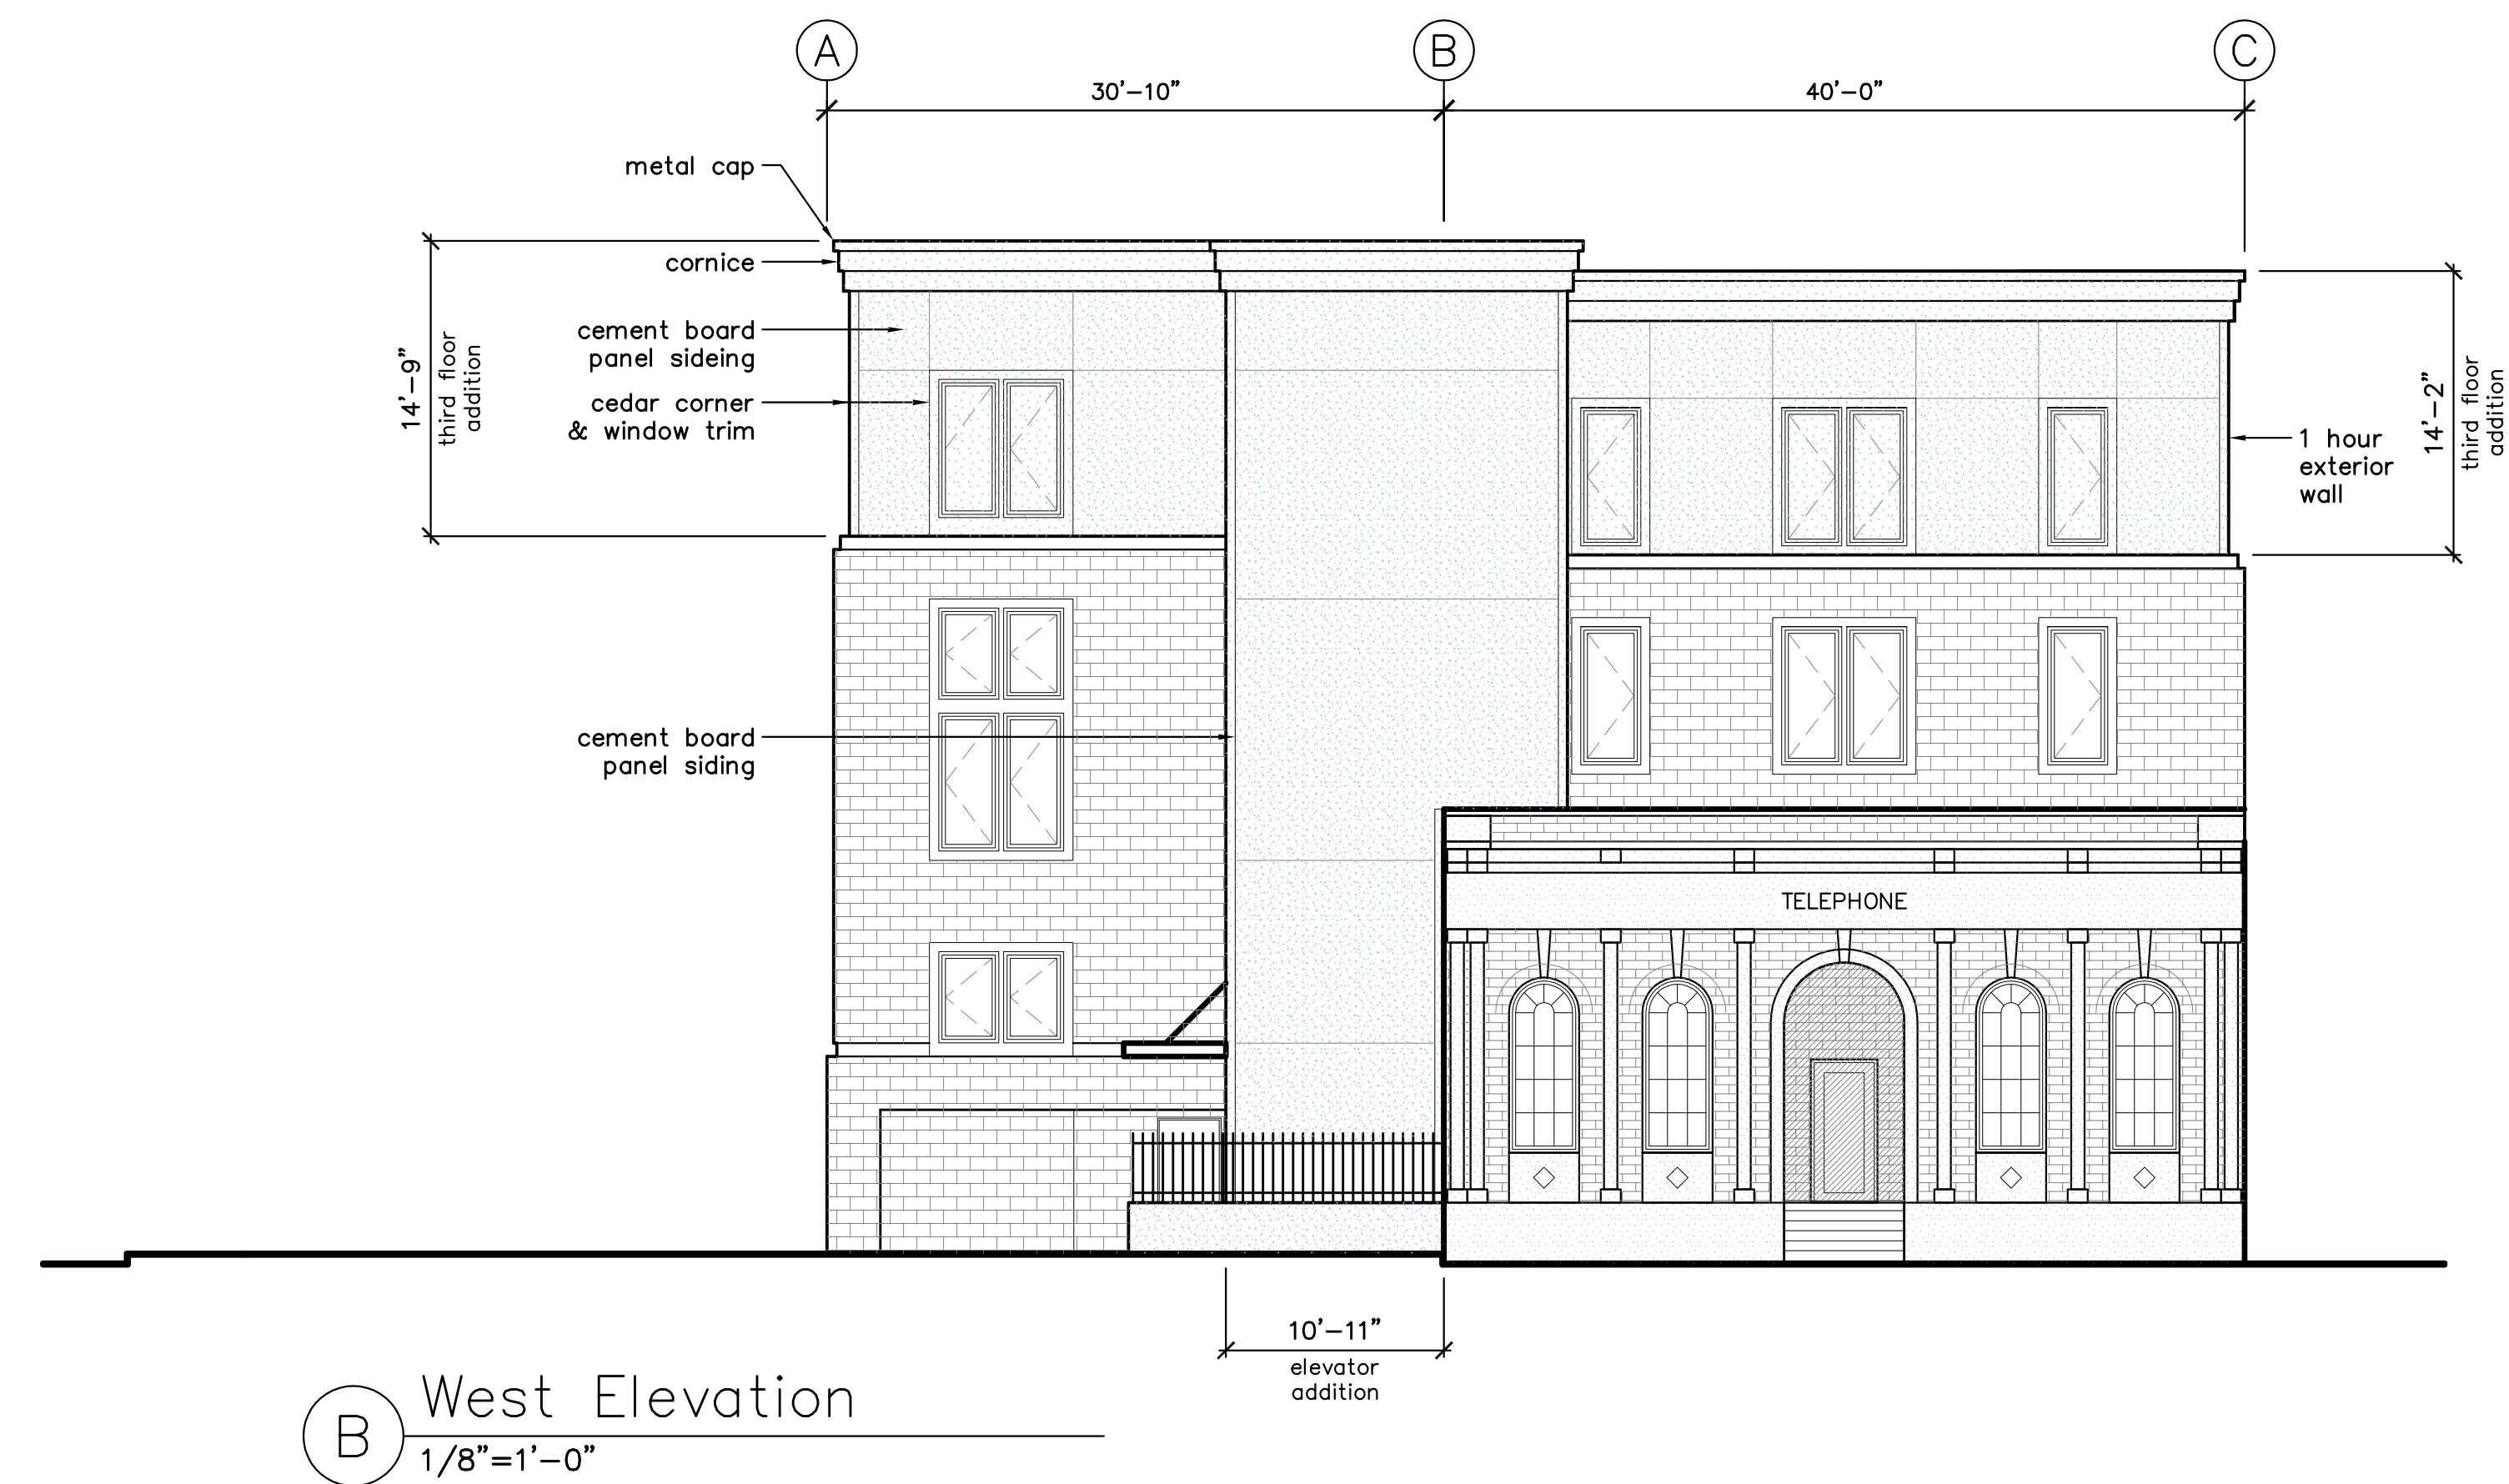 A
B
C
30'-10"
40'-0"
metal cap
cornice
cement board
panel sideing
cedar corner
& window trim
14'-9"
third floor
addition
1 hour
exterior
wall
14'-2"
third floor
addition
cement board
panel siding
TELEPHONE
10'-11"
elevator
addition
B
West Elevation
1/8"=1'-0"